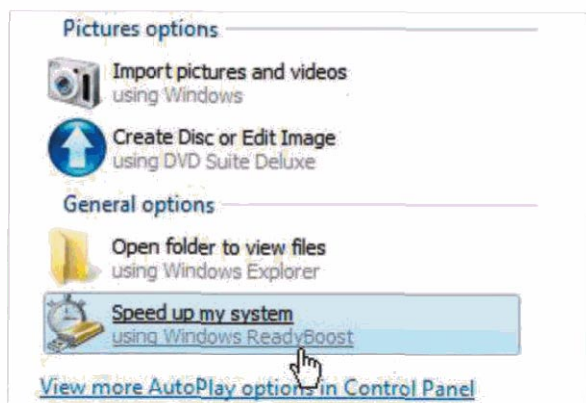 Pictures options
Import pictures and videos
using Windows
Create Disc or Edit Image
using DVD Suite Deluxe
General options
Open folder to view files
using Windows Explorer
Speed up my system
using Windows ReadyBoost
View more AutoPlay options in Control Panel